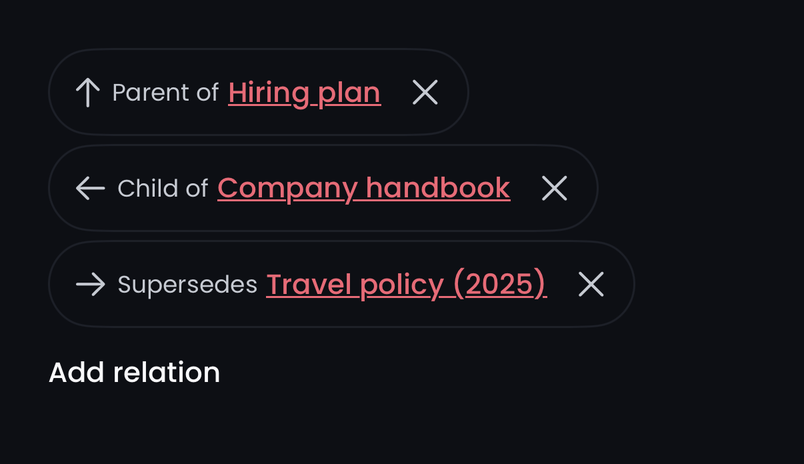 Parent of Hiring plan
Child of Company handbook
Supersedes Travel policy (2025)
Add relation